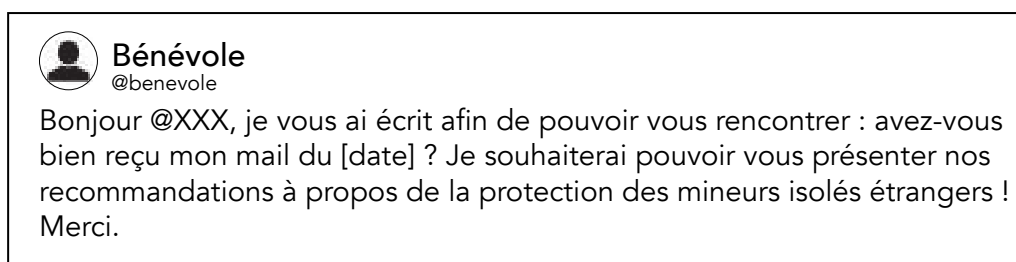 Bénévole
@benevole
Bonjour @XXX, je vous ai écrit afin de pouvoir vous rencontrer : avez-vous
bien reçu mon mail du [date] ? Je souhaiterai pouvoir vous présenter nos
recommandations à propos de la protection des mineurs isolés étrangers !
Merci.